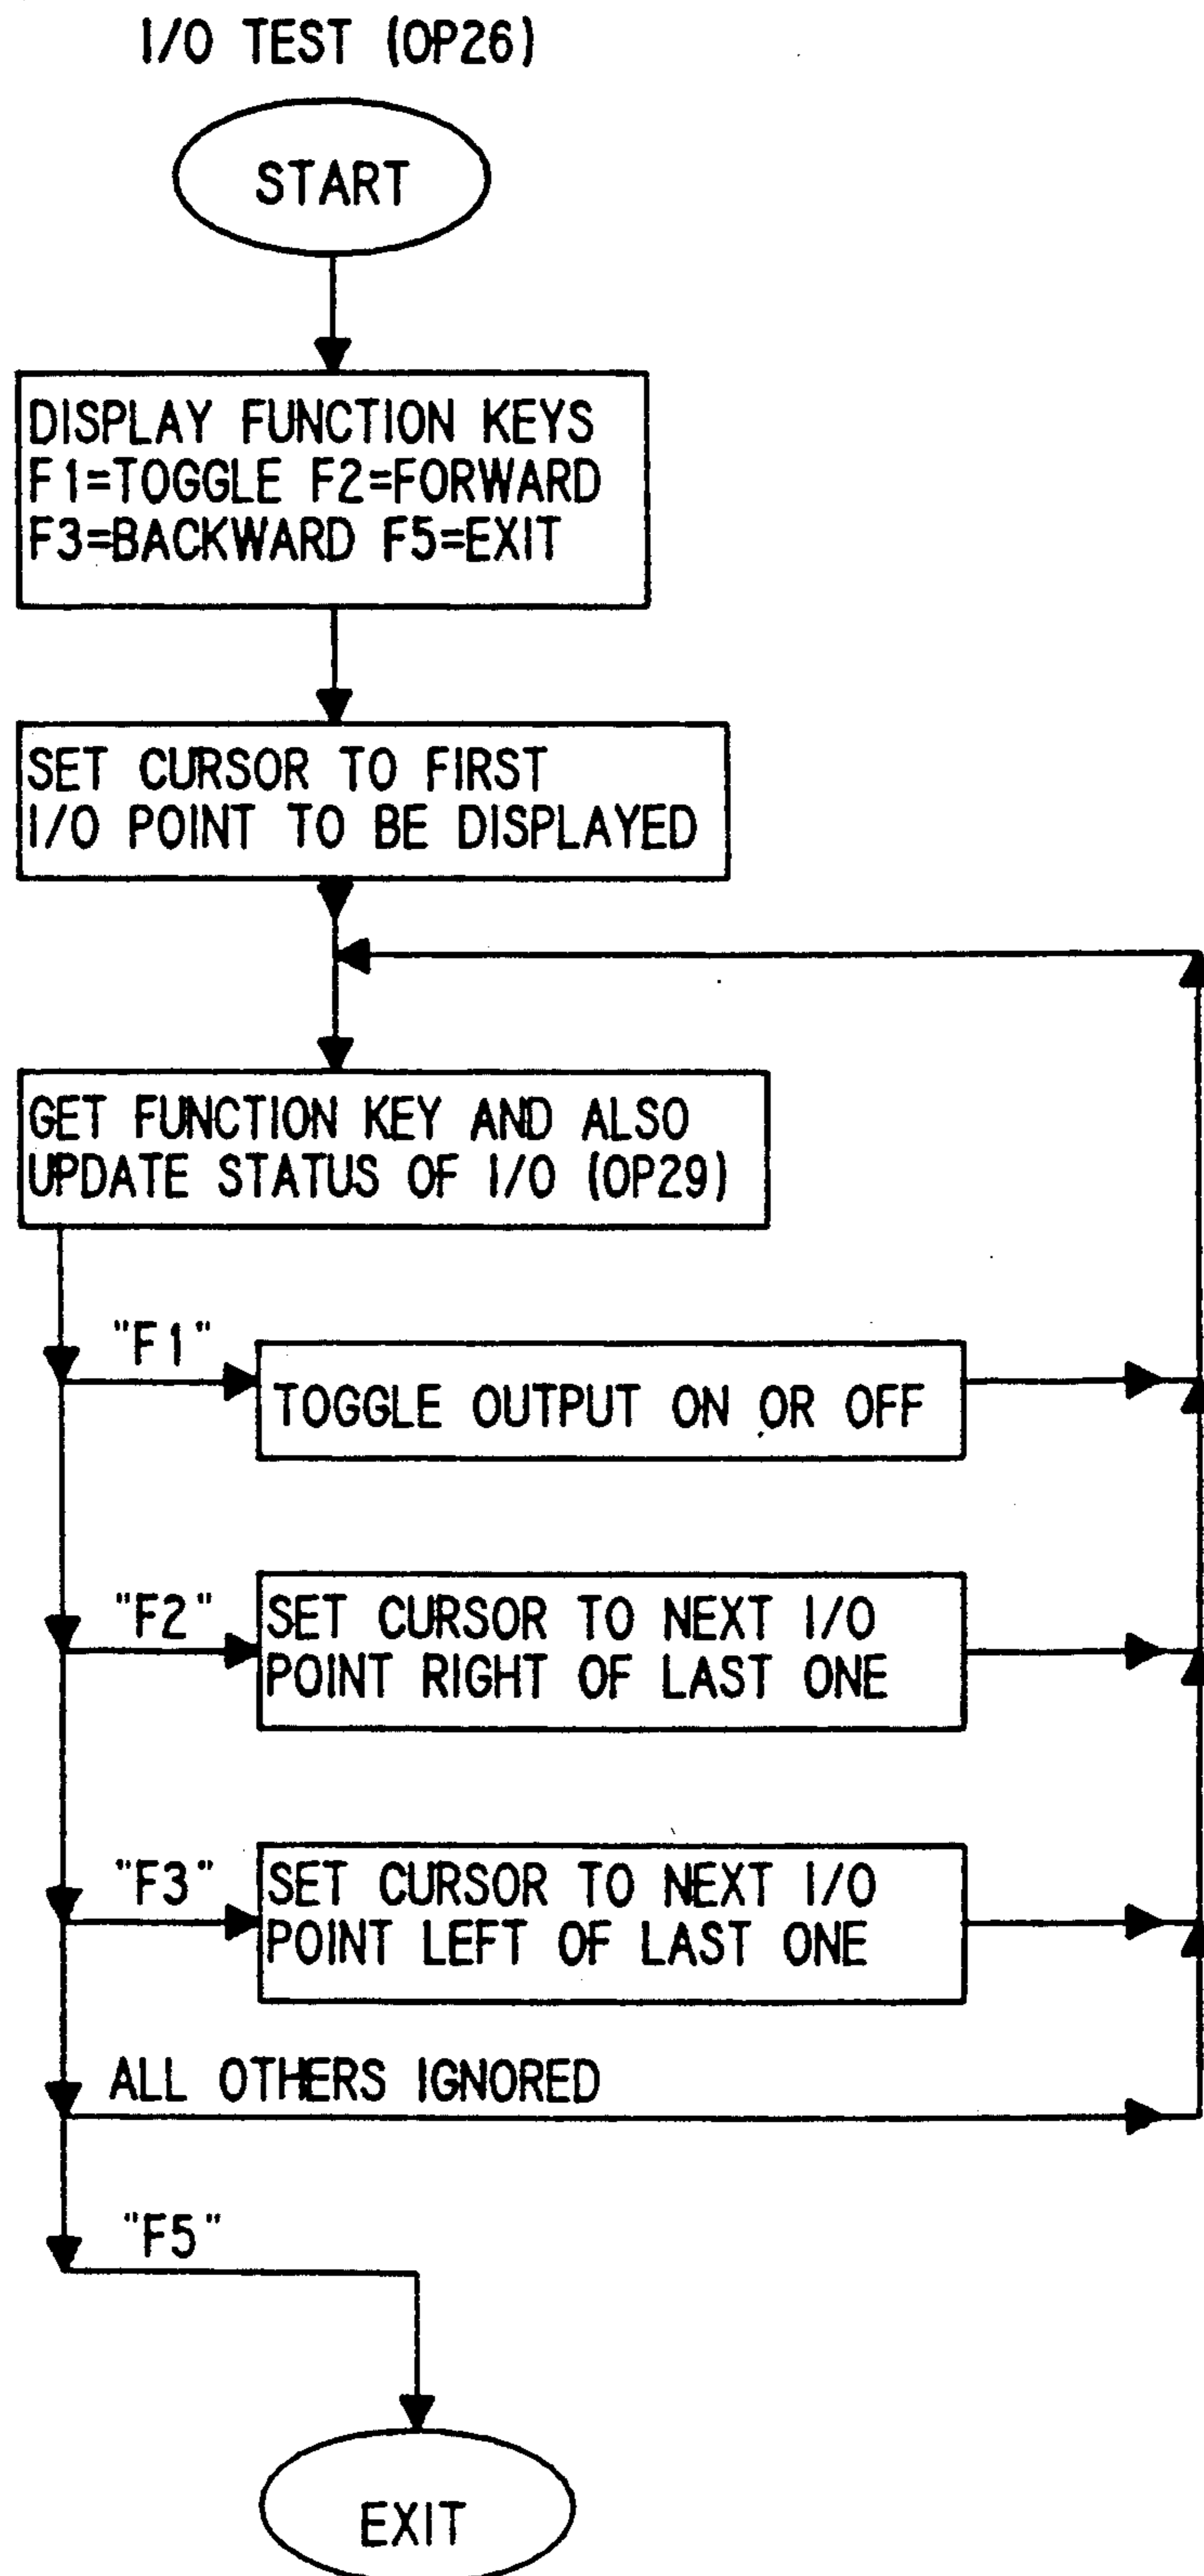 I/O TEST (OP26)
START
DISPLAY FUNCTION KEYS
F1=TOGGLE F2=FORWARD
F3=BACKWARD F5=EXIT
SET CURSOR TO FIRST
I/O POINT TO BE DISPLAYED
GET FUNCTION KEY AND ALSO
UPDATE STATUS OF I/O (OP29)
"F1"
TOGGLE OUTPUT ON OR OFF
"F2"
SET CURSOR TO NEXT I/O
POINT RIGHT OF LAST ONE
"F3"
SET CURSOR TO NEXT I/O
POINT LEFT OF LAST ONE
ALL OTHERS IGNORED
"F5"
EXIT